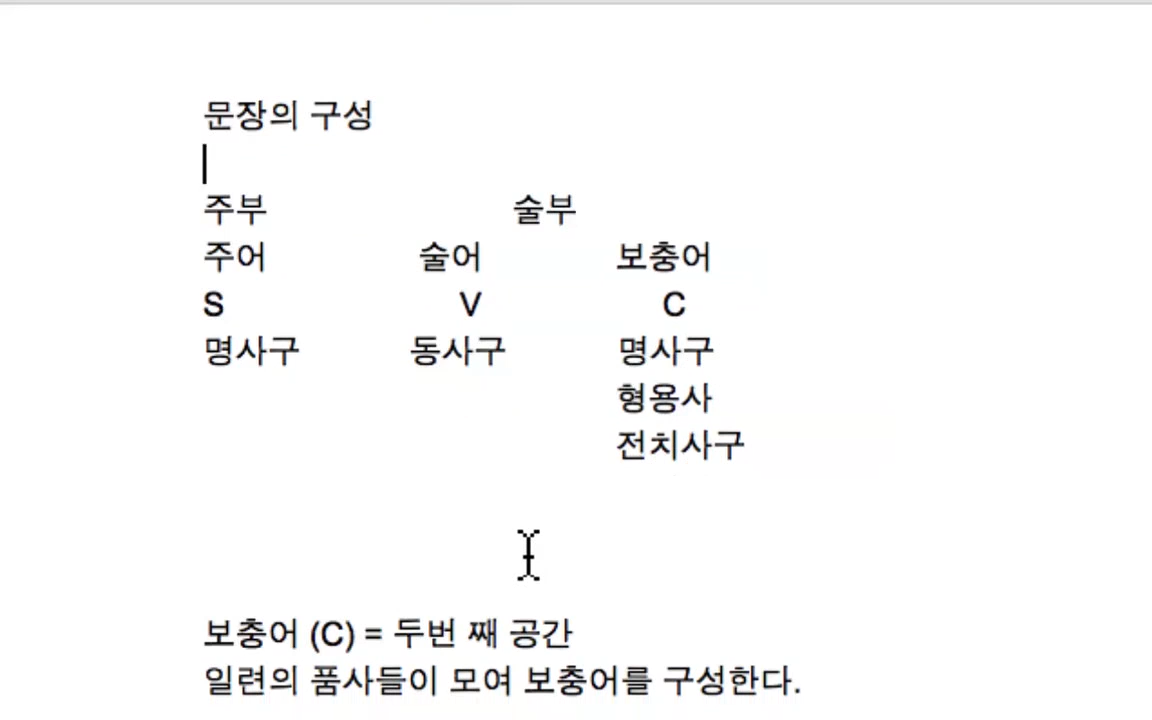 문장의 구성
주부 술부
주어 술어 보충어
S V C
명사구 동사구 명사구
형용사
전치사구
보충어 (C) = 두번 째 공간
일련의 품사들이 모여 보충어를 구성한다.